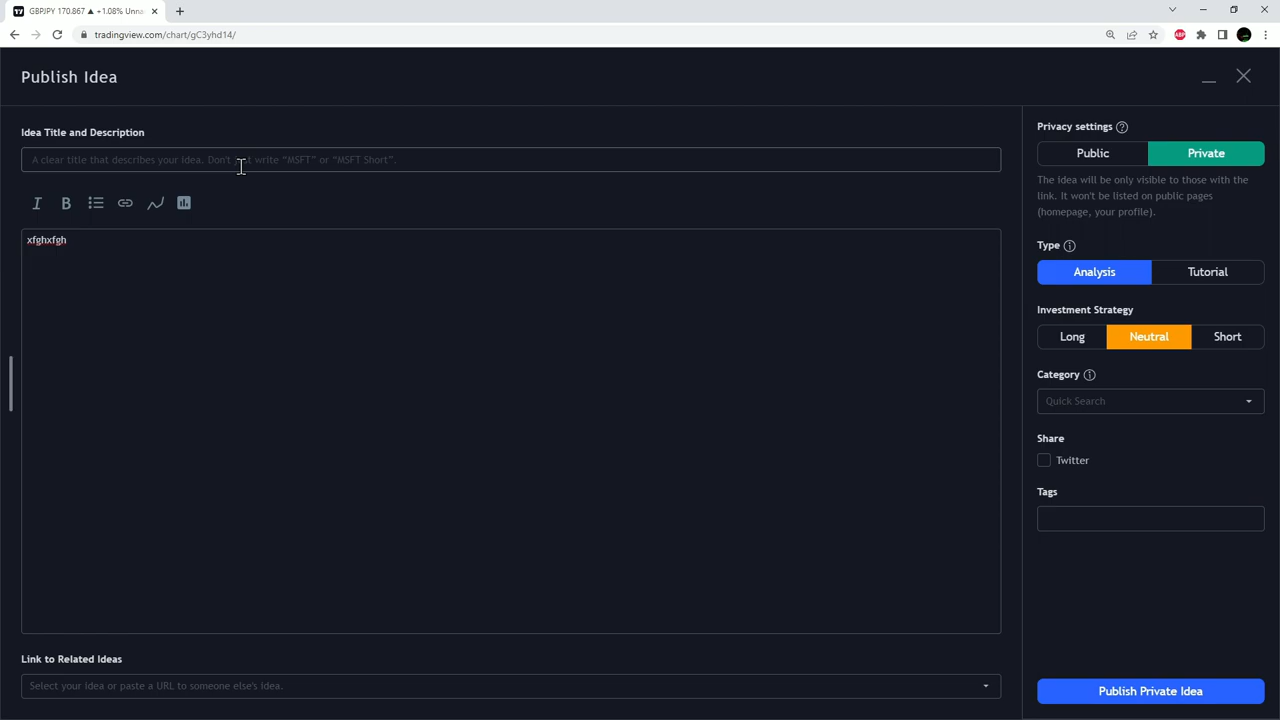 GBPJPY 170.867 ▲ +1.08% Unna
tradingview.com/chart/gC3yhd14/
ABP
Publish Idea
Idea Title and Description
A clear title that describes your idea. Don't just write “MSFT” or “MSFT Short”.
I B
xfghxfgh
Link to Related Ideas
Select your idea or paste a URL to someone else's idea.
Privacy settings
Public Private
The idea will be only visible to those with the
link. It won't be listed on public pages
(homepage, your profile).
Type
Analysis Tutorial
Investment Strategy
Long Neutral Short
Category
Quick Search
Share
Twitter
Tags
Publish Private Idea